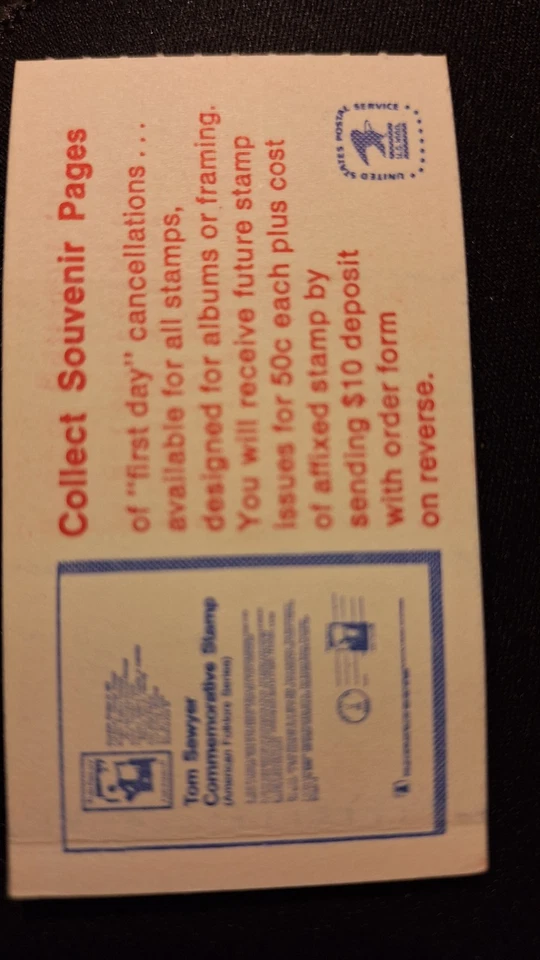 Collect Souvenir Pages
of "first day" cancellations...
available for all stamps,
designed for albums or framing.
You will receive future stamp
issues for 50c each plus cost
of affixed stamp by
sending $10 deposit
with order form
on reverse.
UNITED STATES POSTAL SERVICE
U.S.MAIL
Tom Sawyer
Commemorative Stamp
(American Folklore Series)